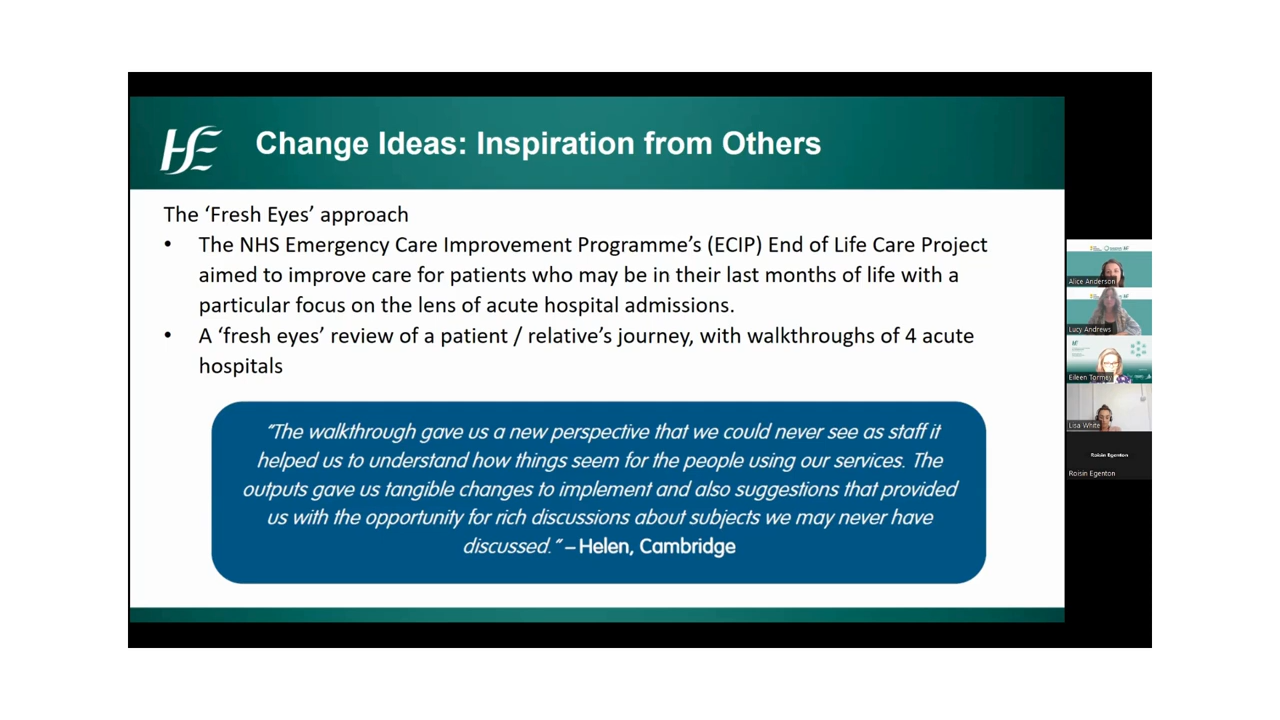 HSE
Change Ideas: Inspiration from Others
The ‘Fresh Eyes’ approach
• The NHS Emergency Care Improvement Programme’s (ECIP) End of Life Care Project
aimed to improve care for patients who may be in their last months of life with a
particular focus on the lens of acute hospital admissions.
• A ‘fresh eyes’ review of a patient / relative’s journey, with walkthroughs of 4 acute
hospitals
“The walkthrough gave us a new perspective that we could never see as staff it
helped us to understand how things seem for the people using our services. The
outputs gave us tangible changes to implement and also suggestions that provided
us with the opportunity for rich discussions about subjects we may never have
discussed.” – Helen, Cambridge
Alice Anderson
Lucy Andrews
Eileen Tormey
Lisa White
Roisin Egenton
Roisin Egenton